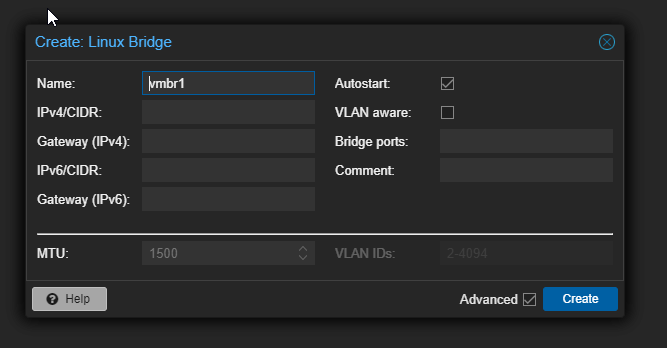 Create: Linux Bridge
Name: vmbr1 Autostart:
IPv4/CIDR: VLAN aware:
Gateway (IPv4): Bridge ports:
IPv6/CIDR: Comment:
Gateway (IPv6):
MTU: 1500 VLAN IDs: 2-4094
Help Advanced Create